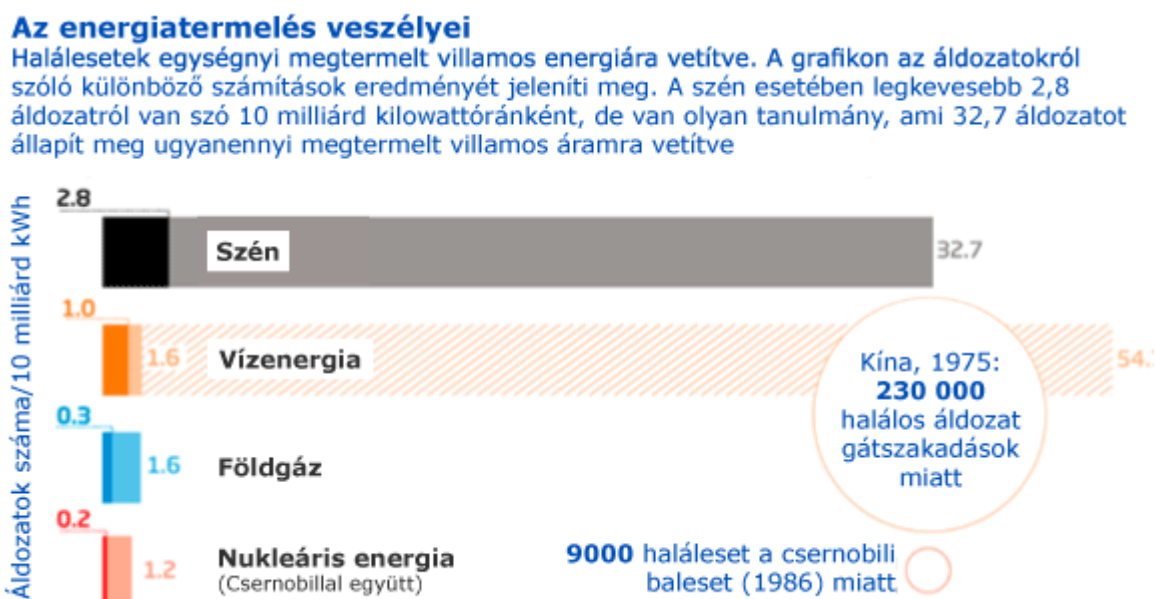 Az energiatermelés veszélyei
Halálesetek egységnyi megtermelt villamos energiára vetítve. A grafikon az áldozatokról
szóló különböző számítások eredményét jeleníti meg. A szén esetében legkevesebb 2,8
áldozatról van szó 10 milliárd kilowattóránként, de van olyan tanulmány, ami 32,7 áldozatot
állapít meg ugyanennyi megtermelt villamos áramra vetítve
Áldozatok száma/10 milliárd kWh
2.8
Szén
32.7
1.0
1.6
Vízenergia
Kína, 1975:
230 000
halálos áldozat
gátszakadások
miatt
0.3
1.6
Földgáz
0.2
1.2
Nukleáris energia
(Csernobillal együtt)
9000 haláleset a csernobili
baleset (1986) miatt